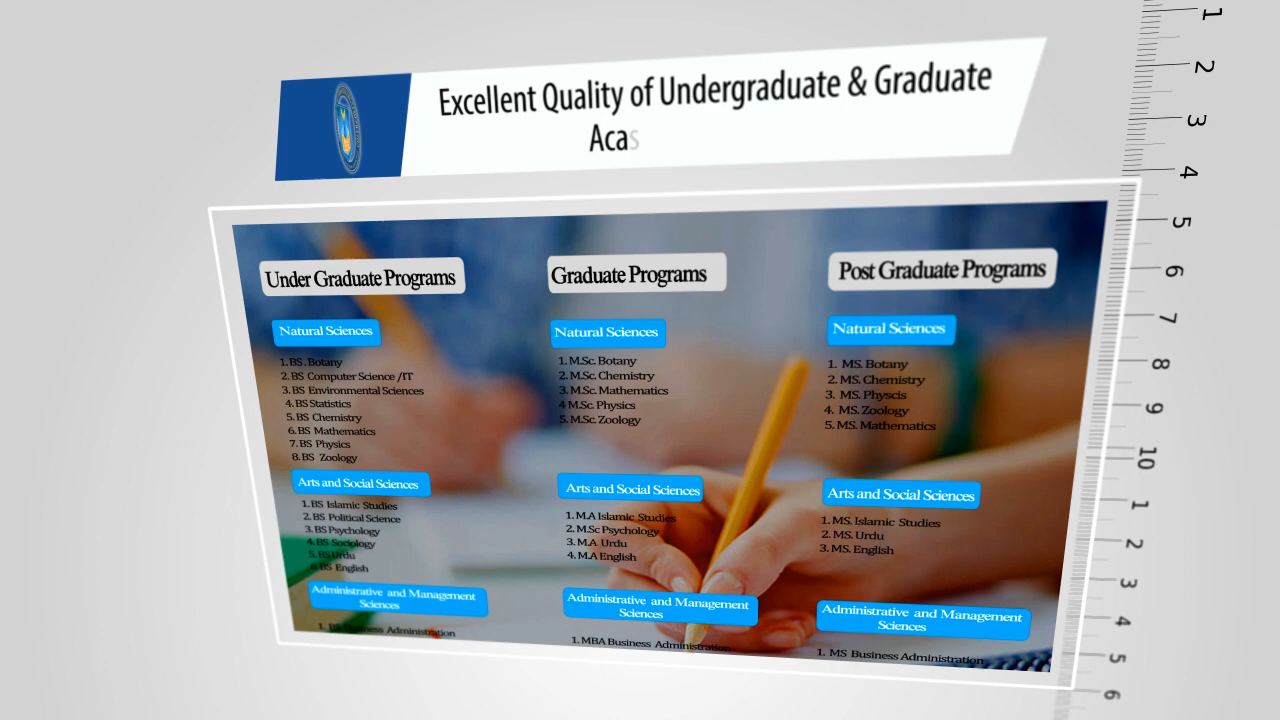 Excellent Quality of Undergraduate & Graduate
Acas
Under Graduate Programs
Natural Sciences
1. BS. Botany
2. BS Computer Science /IT
3. BS Environmental Sciences
4. BS Statistics
5. BS Chemistry
6. BS Mathematics
7. BS Physics
8. BS Zoology
Arts and Social Sciences
1. BS Islamic Studies
2. BS Political Science
3. BS Psychology
4. BS Sociology
5. BS Urdu
6. BS English
Administrative and Management
Sciences
1. BS Business Administration
Graduate Programs
Natural Sciences
1. M.Sc. Botany
2. M.Sc. Chemistry
3. M.Sc. Mathematics
4 M.Sc. Physics
5. M.Sc. Zoology
Arts and Social Sciences
1. M.A Islamic Studies
2. M.Sc Psychology
3. M.A Urdu
4. M.A English
Administrative and Management
Sciences
1. MBA Business Administration
Post Graduate Programs
Natural Sciences
1. MS. Botany
2. MS. Chemistry
3. MS. Physcis
4. MS. Zoology
5. MS. Mathematics
Arts and Social Sciences
1. MS. Islamic Studies
2. MS. Urdu
3. MS. English
Administrative and Management
Sciences
1. MS Business Administration
1
2
3
4
5
6
7
8
9
10
1
2
3
4
5
6